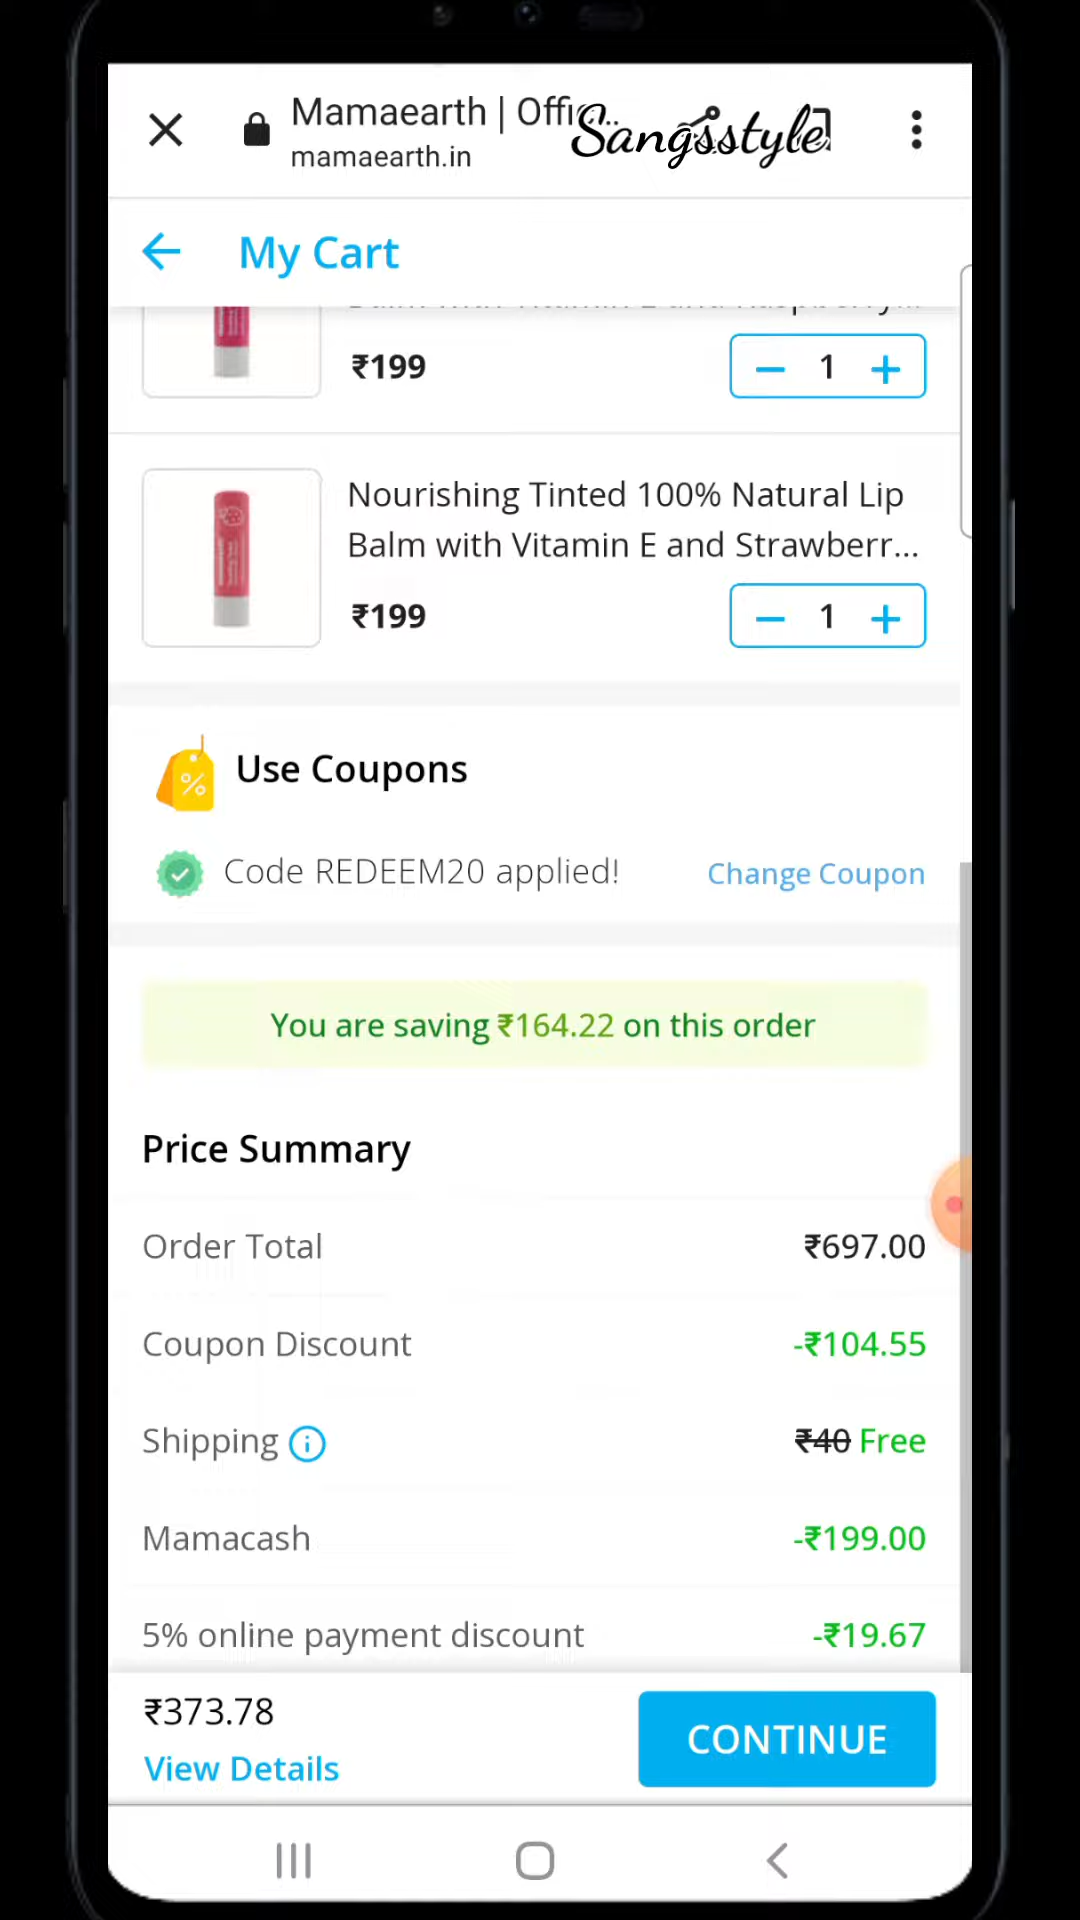 Mamaearth | Offic...
Sangsstyle
mamaearth.in
My Cart
₹199
1
Nourishing Tinted 100% Natural Lip
Balm with Vitamin E and Strawberr...
₹199
1
Use Coupons
Code REDEEM20 applied!
Change Coupon
You are saving ₹164.22 on this order
Price Summary
Order Total
₹697.00
Coupon Discount
-₹104.55
Shipping
₹40 Free
Mamacash
-₹199.00
5% online payment discount
-₹19.67
₹373.78
View Details
CONTINUE